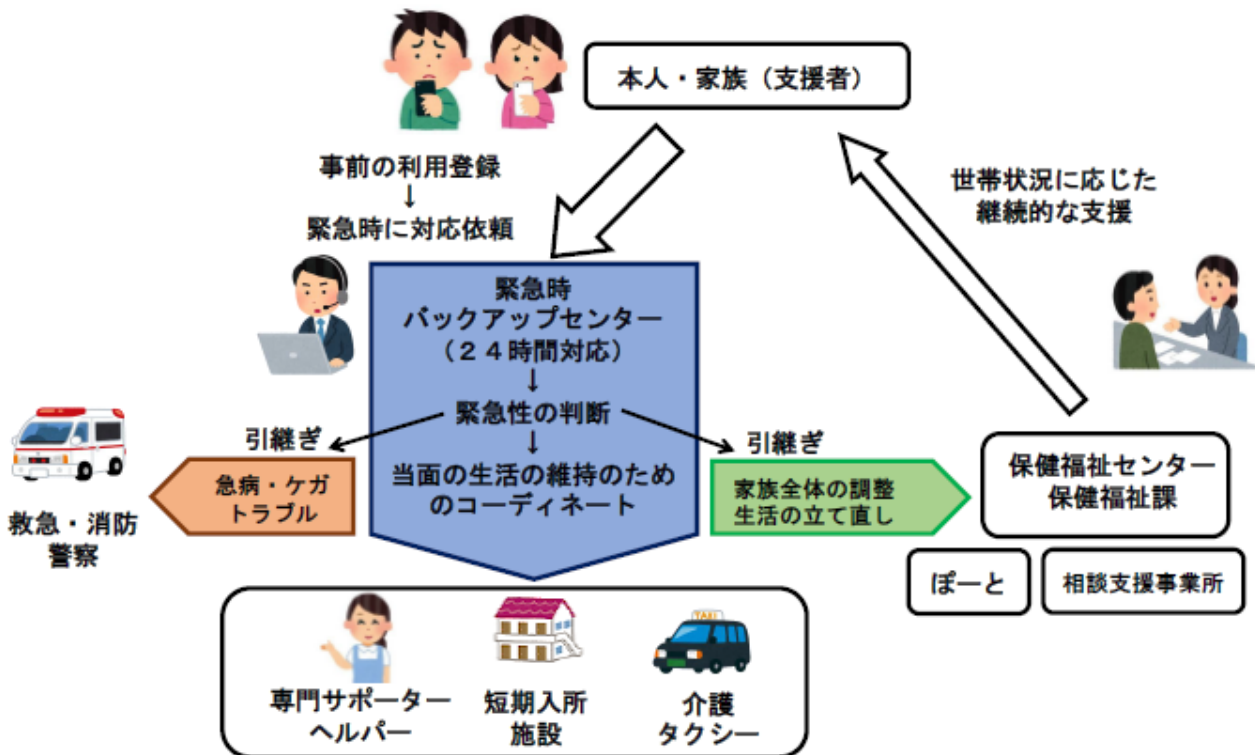 本人・家族（支援者）
事前の利用登録
↓
緊急時に対応依頼
世帯状況に応じた
継続的な支援
緊急時
バックアップセンター
（２４時間対応）
↓
緊急性の判断
↓
当面の生活の維持のため
のコーディネート
引継ぎ
急病・ケガ
トラブル
救急・消防
警察
引継ぎ
家族全体の調整
生活の立て直し
保健福祉センター
保健福祉課
ぽーと
相談支援事業所
専門サポーター
ヘルパー
短期入所
施設
TAXI
介護
タクシー